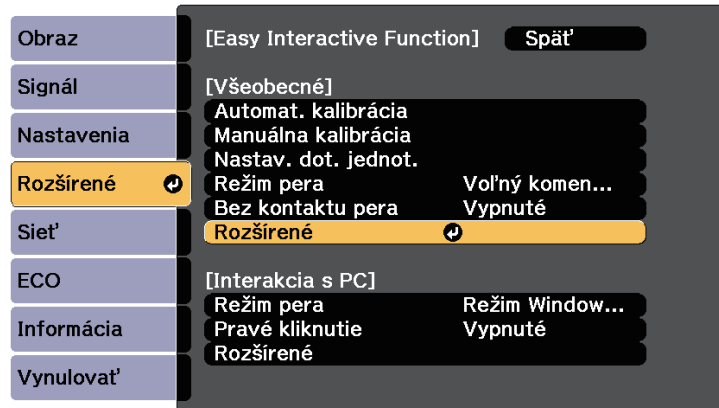 Obraz
Signál
Nastavenia
Rozšírené
Sieť
ECO
Informácia
Vynulovať
[Easy Interactive Function] Späť
[Všeobecné]
Automat. kalibrácia
Manuálna kalibrácia
Nastav. dot. jednot.
Režim pera Voľný komen...
Bez kontaktu pera Vypnuté
Rozšírené
[Interakcia s PC]
Režim pera Režim Window...
Pravé kliknutie Vypnuté
Rozšírené